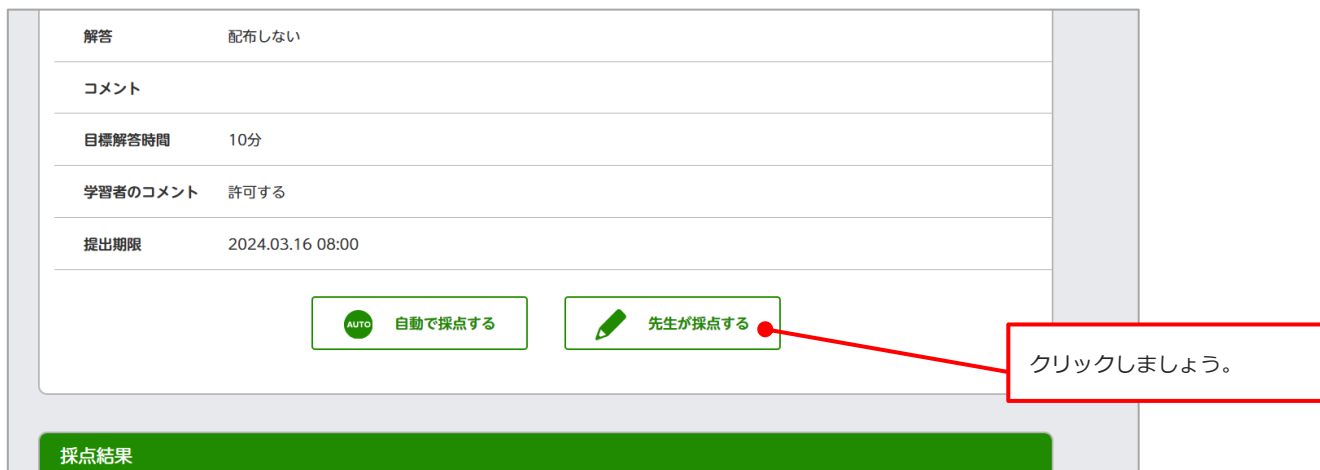 解答 配布しない
コメント
目標解答時間 10分
学習者のコメント 許可する
提出期限 2024.03.16 08:00
AUTO 自動で採点する 先生が採点する
クリックしましょう。
採点結果